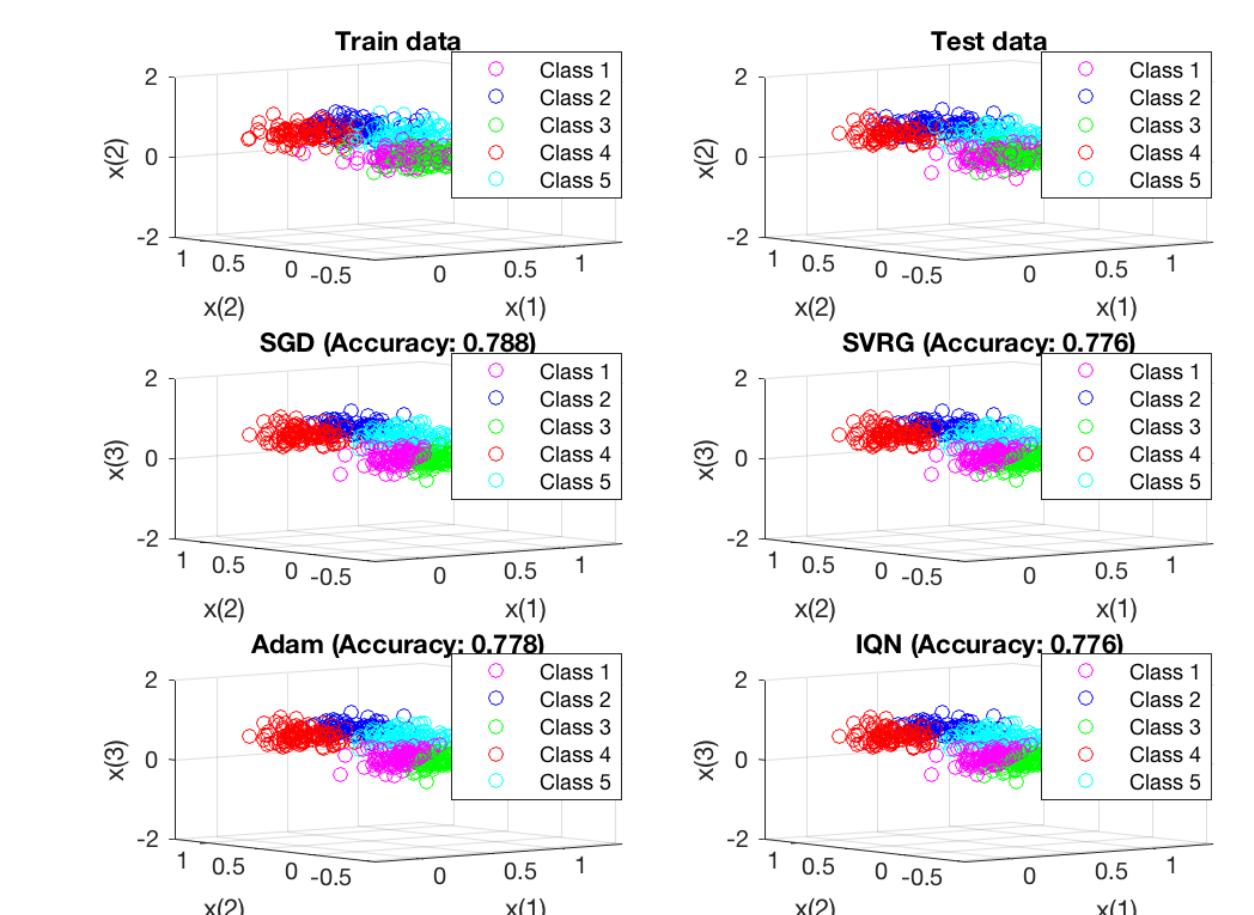 Train data
Class 1
Class 2
Class 3
Class 4
Class 5
x(2)
2
0
-2
1 0.5 0 -0.5 0 0.5 1
x(2) x(1)
Test data
Class 1
Class 2
Class 3
Class 4
Class 5
x(2)
2
0
-2
1 0.5 0 -0.5 0 0.5 1
x(2) x(1)
SGD (Accuracy: 0.788)
Class 1
Class 2
Class 3
Class 4
Class 5
x(3)
2
0
-2
1 0.5 0 -0.5 0 0.5 1
x(2) x(1)
SVRG (Accuracy: 0.776)
Class 1
Class 2
Class 3
Class 4
Class 5
x(3)
2
0
-2
1 0.5 0 -0.5 0 0.5 1
x(2) x(1)
Adam (Accuracy: 0.778)
Class 1
Class 2
Class 3
Class 4
Class 5
x(3)
2
0
-2
1 0.5 0 -0.5 0 0.5 1
x(2) x(1)
IQN (Accuracy: 0.776)
Class 1
Class 2
Class 3
Class 4
Class 5
x(3)
2
0
-2
1 0.5 0 -0.5 0 0.5 1
x(2) x(1)